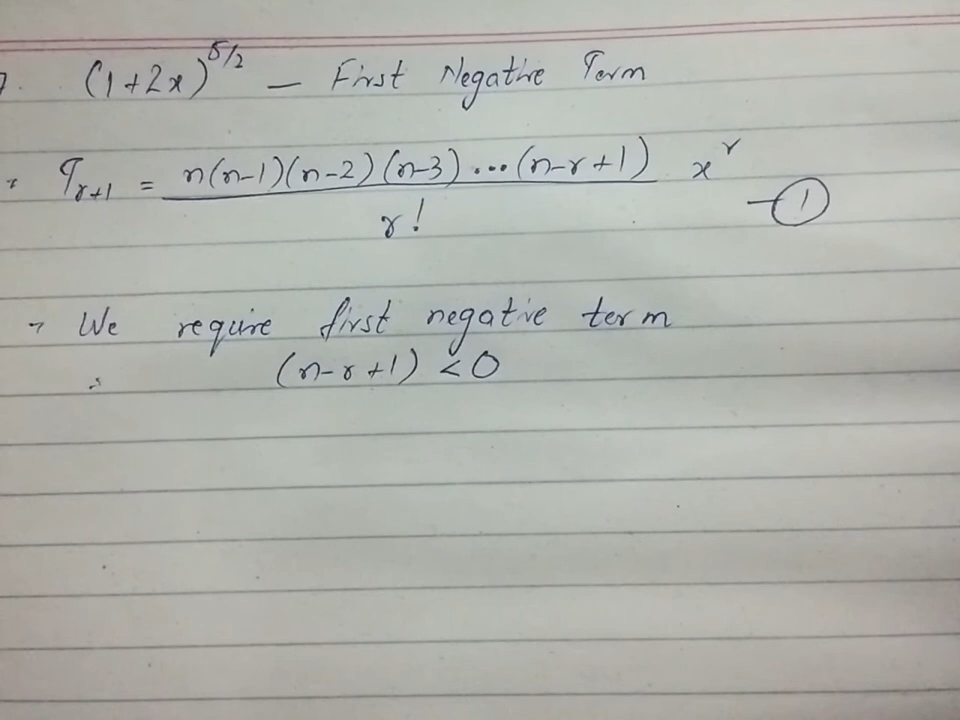 (1+2x)^5/2 — First Negative Term
T_{r+1} = n(n-1)(n-2)(n-3)...(n-r+1) / r! x^r — ①
We require first negative term
∴ (n-r+1) < 0